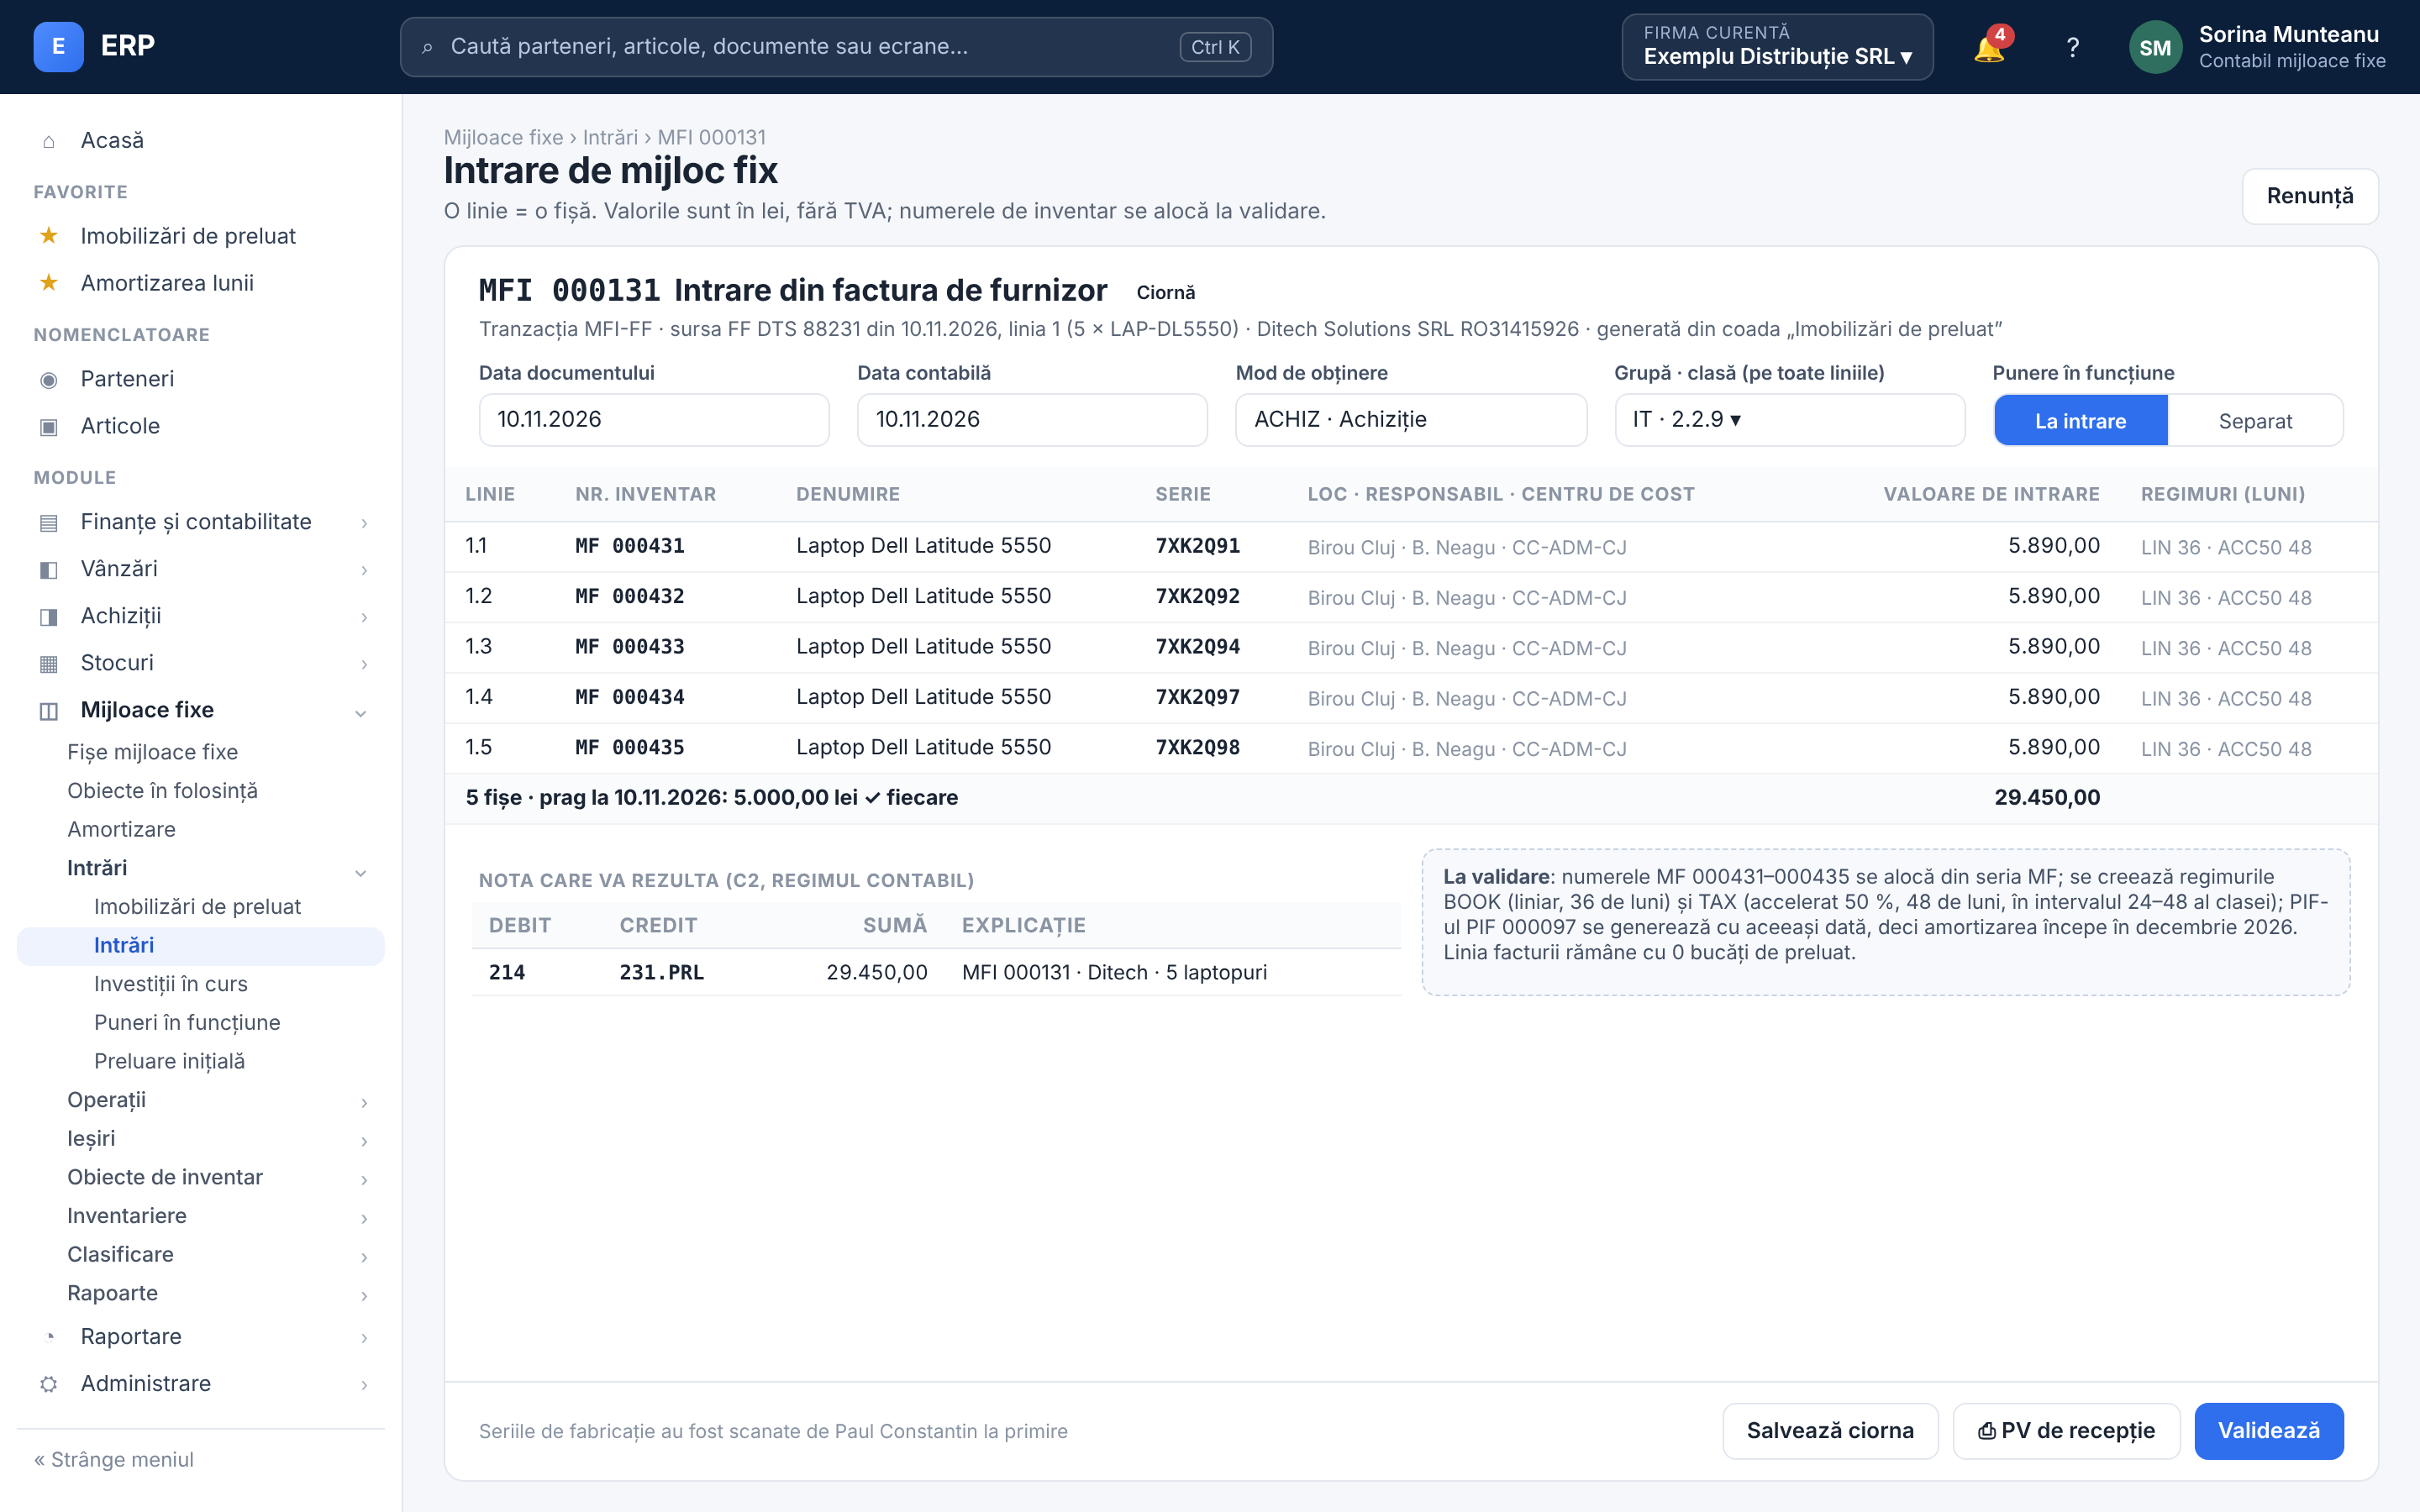 E ERP
Caută parteneri, articole, documente sau ecrane... Ctrl K
FIRMA CURENTĂ
Exemplu Distribuție SRL ▾
4
?
SM
Sorina Munteanu
Contabil mijloace fixe
Acasă
FAVORITE
Imobilizări de preluat
Amortizarea lunii
NOMENCLATOARE
Parteneri
Articole
MODULE
Finanțe și contabilitate ›
Vânzări ›
Achiziții ›
Stocuri ›
Mijloace fixe
Fișe mijloace fixe
Obiecte în folosință
Amortizare
Intrări
Imobilizări de preluat
Intrări
Investiții în curs
Puneri în funcțiune
Preluare inițială
Operații ›
Ieșiri ›
Obiecte de inventar ›
Inventariere ›
Clasificare ›
Rapoarte ›
Raportare ›
Administrare ›
« Strânge meniul
Mijloace fixe › Intrări › MFI 000131
Intrare de mijloc fix
O linie = o fișă. Valorile sunt în lei, fără TVA; numerele de inventar se alocă la validare.
Renunță
MFI 000131 Intrare din factura de furnizor Ciornă
Tranzacția MFI-FF · sursa FF DTS 88231 din 10.11.2026, linia 1 (5 × LAP-DL5550) · Ditech Solutions SRL RO31415926 · generată din coada „Imobilizări de preluat”
Data documentului Data contabilă Mod de obținere Grupă · clasă (pe toate liniile) Punere în funcțiune
10.11.2026 10.11.2026 ACHIZ · Achiziție IT · 2.2.9 ▾ La intrare Separat
LINIE NR. INVENTAR DENUMIRE SERIE LOC · RESPONSABIL · CENTRU DE COST VALOARE DE INTRARE REGIMURI (LUNI)
1.1 MF 000431 Laptop Dell Latitude 5550 7XK2Q91 Birou Cluj · B. Neagu · CC-ADM-CJ 5.890,00 LIN 36 · ACC50 48
1.2 MF 000432 Laptop Dell Latitude 5550 7XK2Q92 Birou Cluj · B. Neagu · CC-ADM-CJ 5.890,00 LIN 36 · ACC50 48
1.3 MF 000433 Laptop Dell Latitude 5550 7XK2Q94 Birou Cluj · B. Neagu · CC-ADM-CJ 5.890,00 LIN 36 · ACC50 48
1.4 MF 000434 Laptop Dell Latitude 5550 7XK2Q97 Birou Cluj · B. Neagu · CC-ADM-CJ 5.890,00 LIN 36 · ACC50 48
1.5 MF 000435 Laptop Dell Latitude 5550 7XK2Q98 Birou Cluj · B. Neagu · CC-ADM-CJ 5.890,00 LIN 36 · ACC50 48
5 fișe · prag la 10.11.2026: 5.000,00 lei ✓ fiecare 29.450,00
NOTA CARE VA REZULTA (C2, REGIMUL CONTABIL)
DEBIT CREDIT SUMĂ EXPLICAȚIE
214 231.PRL 29.450,00 MFI 000131 · Ditech · 5 laptopuri
La validare: numerele MF 000431–000435 se alocă din seria MF; se creează regimurile
BOOK (liniar, 36 de luni) și TAX (accelerat 50 %, 48 de luni, în intervalul 24–48 al clasei); PIF-
ul PIF 000097 se generează cu aceeași dată, deci amortizarea începe în decembrie 2026.
Linia facturii rămâne cu 0 bucăți de preluat.
Seriile de fabricație au fost scanate de Paul Constantin la primire
Salvează ciorna
⎙ PV de recepție
Validează